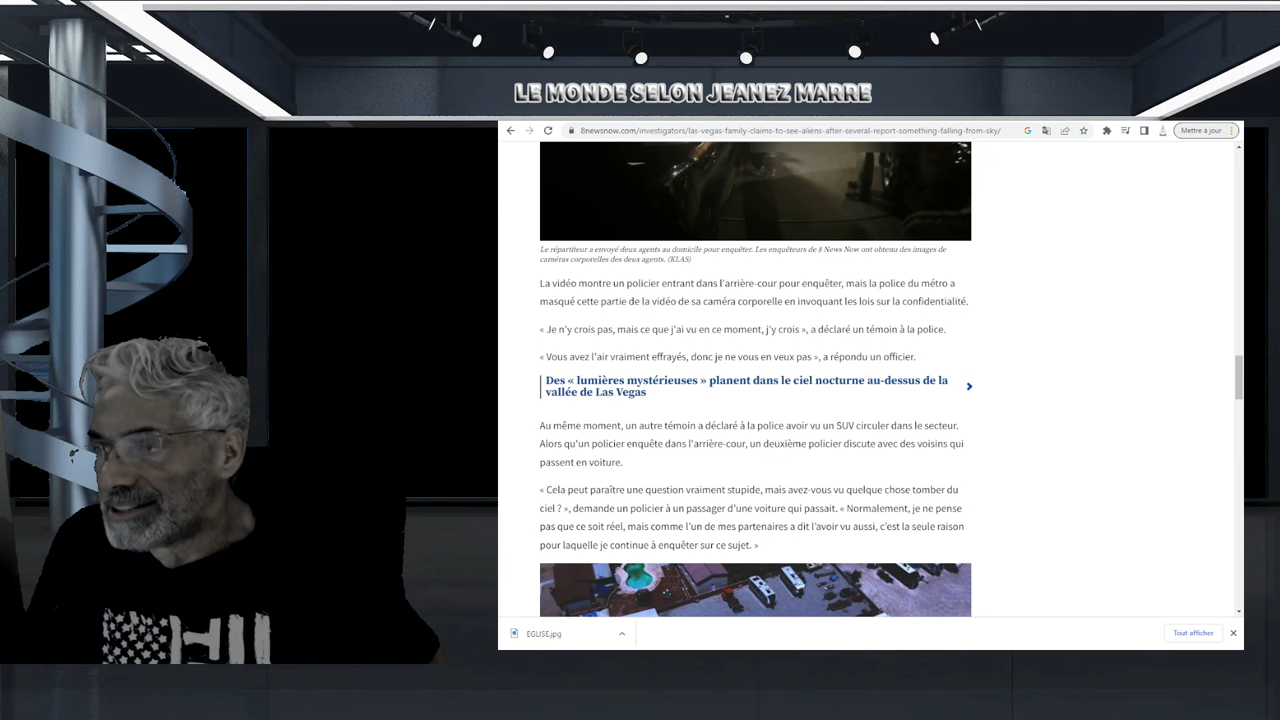 LE MONDE SELON JEANEZ MARRE
8newsnow.com/investigators/las-vegas-family-claims-to-see-aliens-after-several-report-something-falling-from-sky/
Mettre à jour
Le répartiteur a envoyé deux agents au domicile pour enquêter. Les enquêteurs de 8 News Now ont obtenu des images de
caméras corporelles des deux agents. (KLAS)
La vidéo montre un policier entrant dans l'arrière-cour pour enquêter, mais la police du métro a
masqué cette partie de la vidéo de sa caméra corporelle en invoquant les lois sur la confidentialité.
« Je n'y crois pas, mais ce que j'ai vu en ce moment, j'y crois », a déclaré un témoin à la police.
« Vous avez l'air vraiment effrayés, donc je ne vous en veux pas », a répondu un officier.
Des « lumières mystérieuses » planent dans le ciel nocturne au-dessus de la
vallée de Las Vegas
Au même moment, un autre témoin a déclaré à la police avoir vu un SUV circuler dans le secteur.
Alors qu'un policier enquête dans l'arrière-cour, un deuxième policier discute avec des voisins qui
passent en voiture.
« Cela peut paraître une question vraiment stupide, mais avez-vous vu quelque chose tomber du
ciel ? », demande un policier à un passager d'une voiture qui passait. « Normalement, je ne pense
pas que ce soit réel, mais comme l'un de mes partenaires a dit l'avoir vu aussi, c'est la seule raison
pour laquelle je continue à enquêter sur ce sujet. »
EGLISE.jpg
Tout afficher